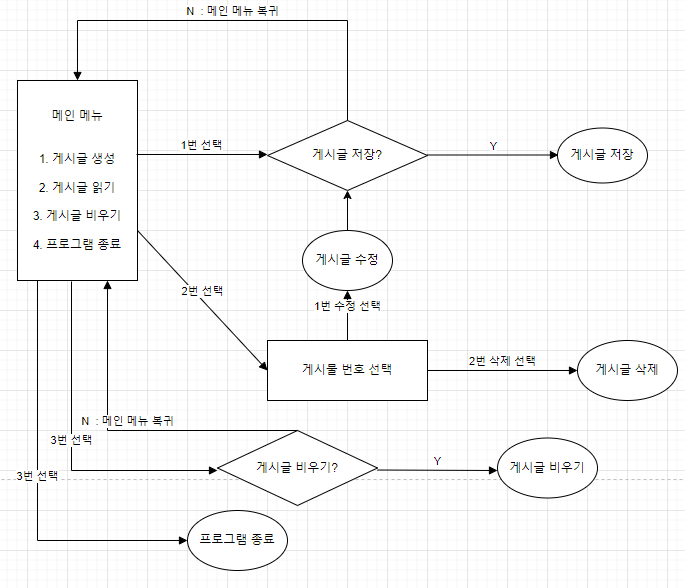 N : 메인 메뉴 복귀
메인 메뉴
1. 게시글 생성
2. 게시글 읽기
3. 게시글 비우기
4. 프로그램 종료
1번 선택
게시글 저장?
Y
게시글 저장
게시글 수정
2번 선택
1번 수정 선택
게시물 번호 선택
2번 삭제 선택
게시글 삭제
N : 메인 메뉴 복귀
3번 선택
게시글 비우기?
Y
게시글 비우기
3번 선택
프로그램 종료